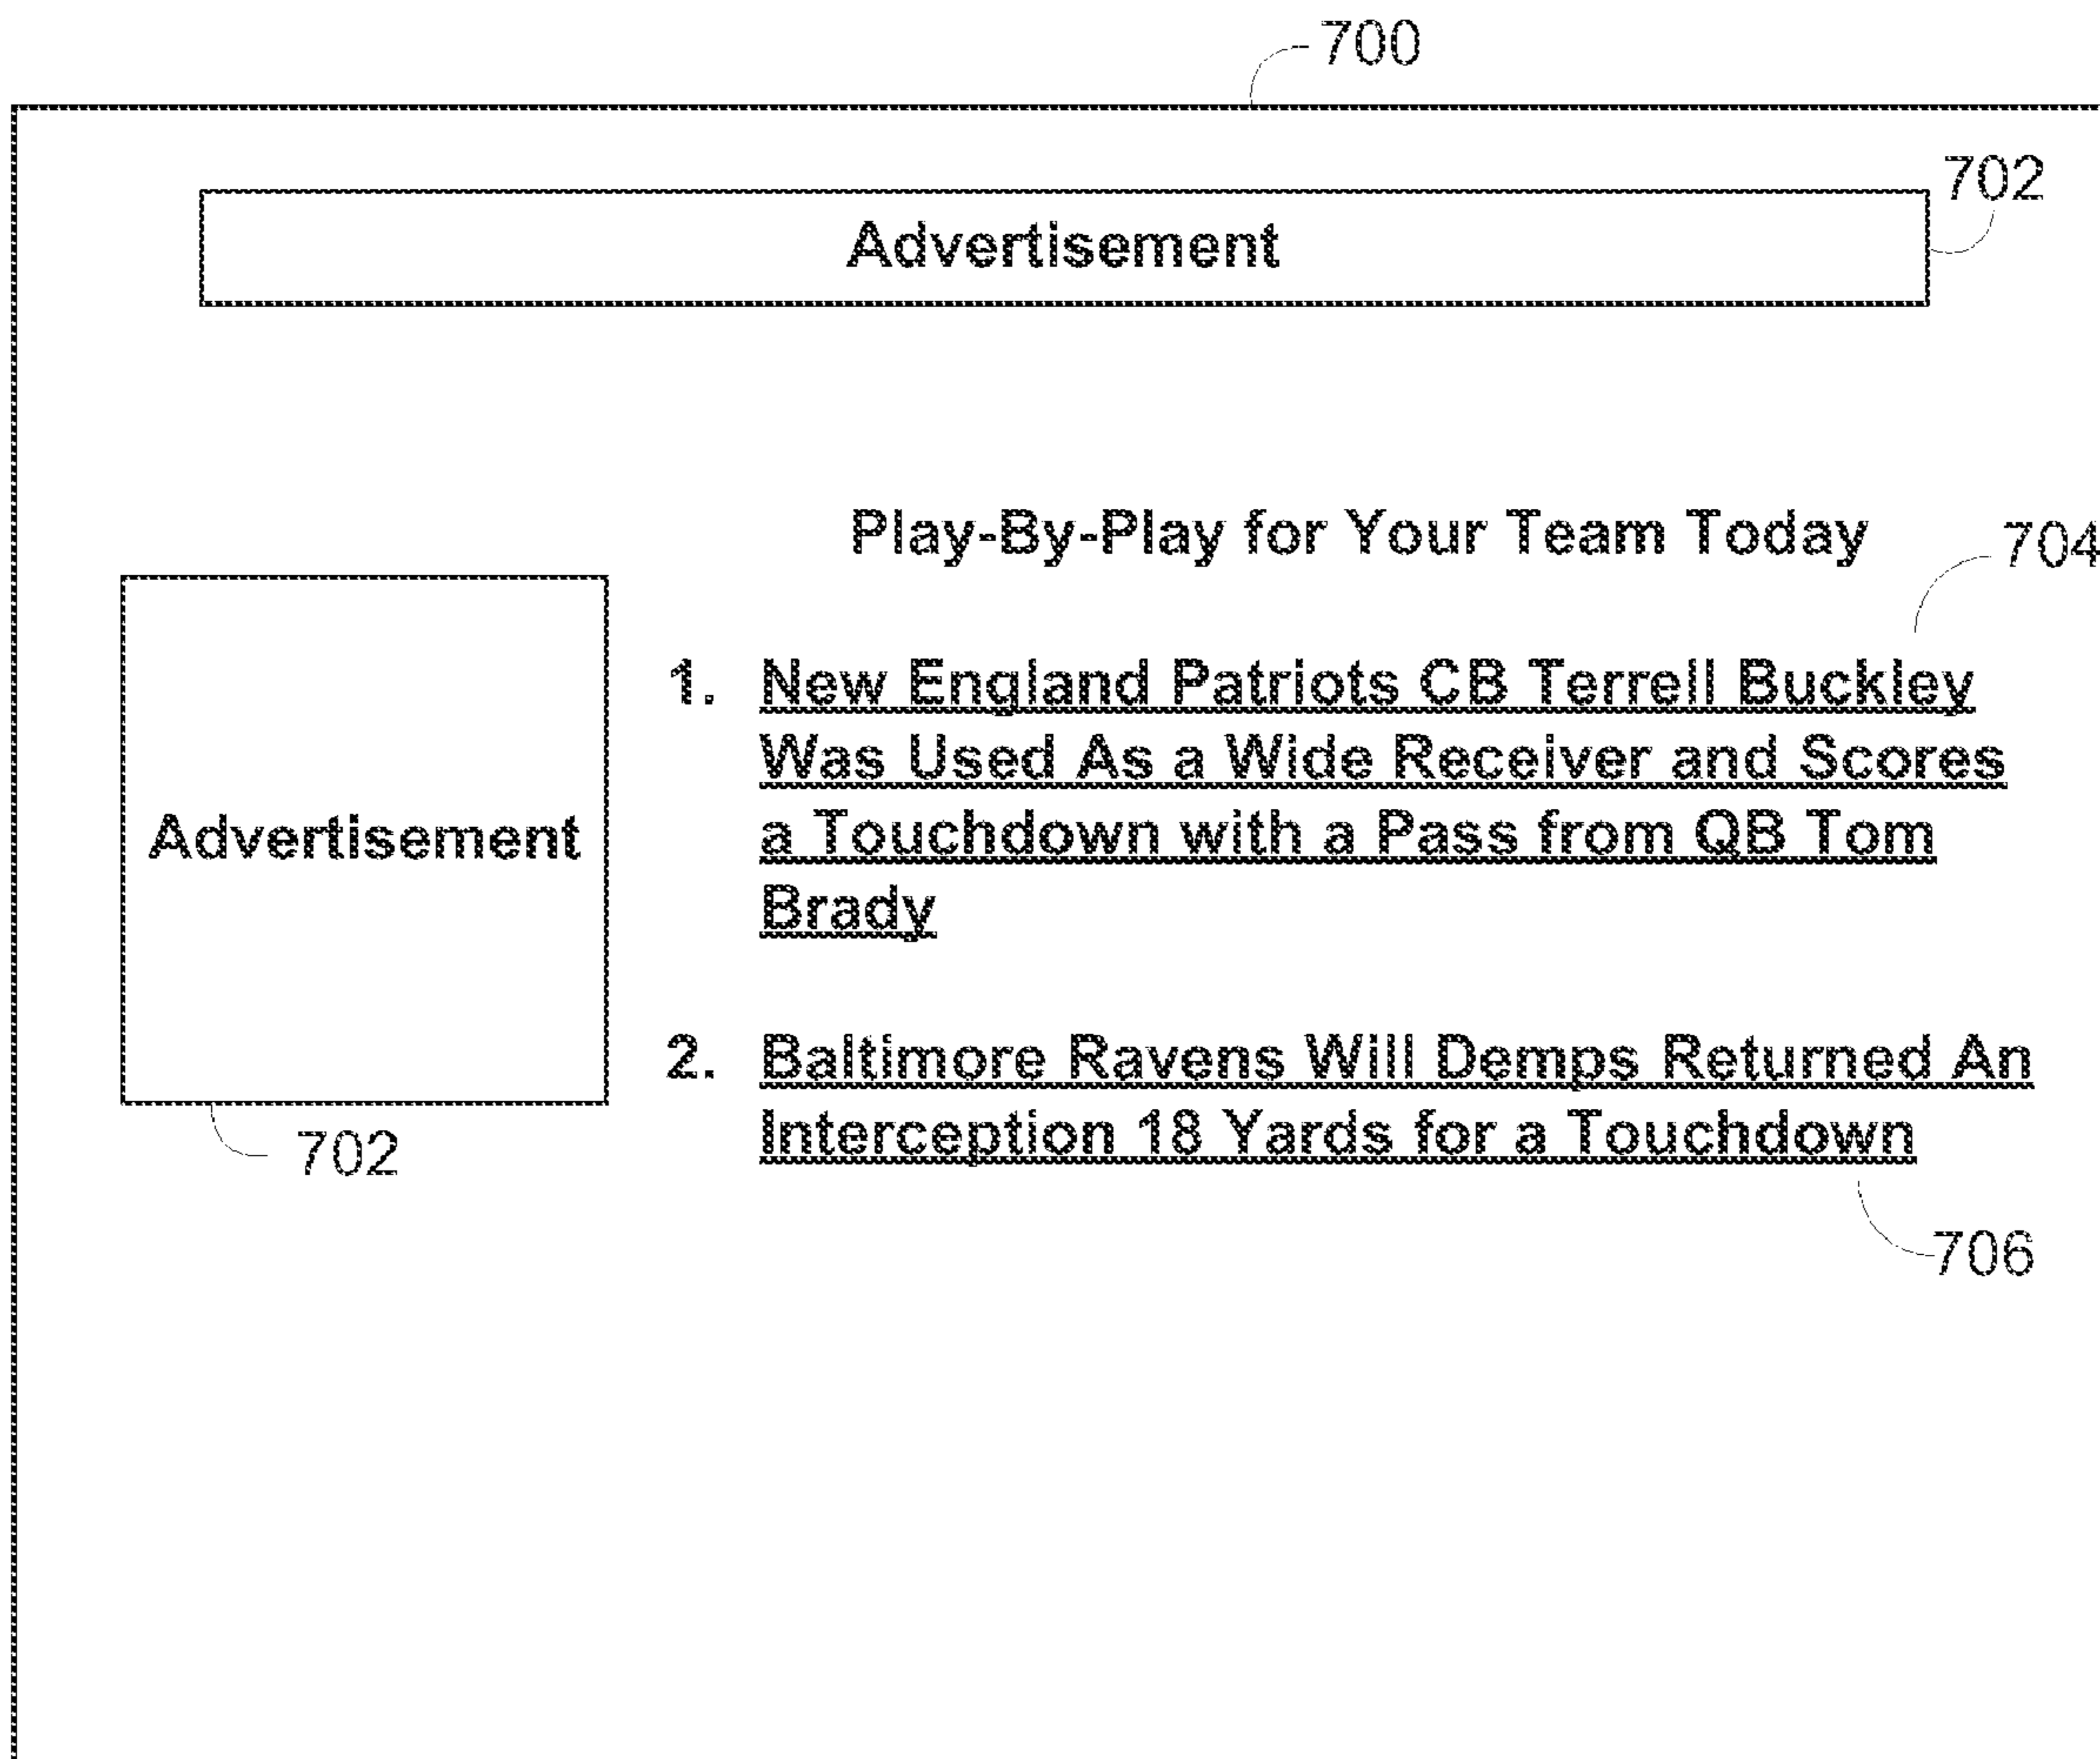 700
702
Advertisement
Play-By-Play for Your Team Today
704
1. New England Patriots CB Terrell Buckley
Was Used As a Wide Receiver and Scores
a Touchdown with a Pass from QB Tom
Brady
Advertisement
2. Baltimore Ravens Will Demps Returned An
Interception 18 Yards for a Touchdown
702
706